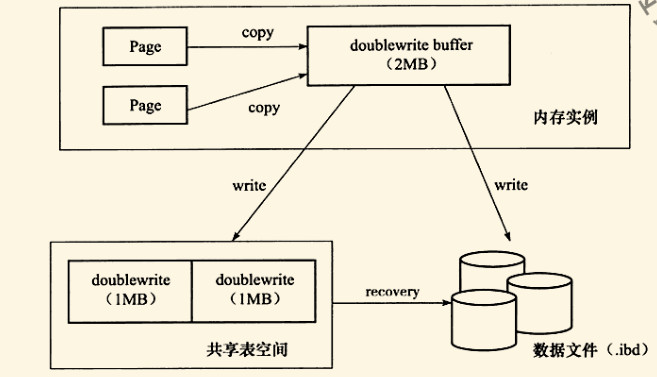 Page
copy
doublewrite buffer
（2MB）
Page
copy
内存实例
write
write
doublewrite
（1MB）
doublewrite
（1MB）
recovery
共享表空间
数据文件（.ibd）